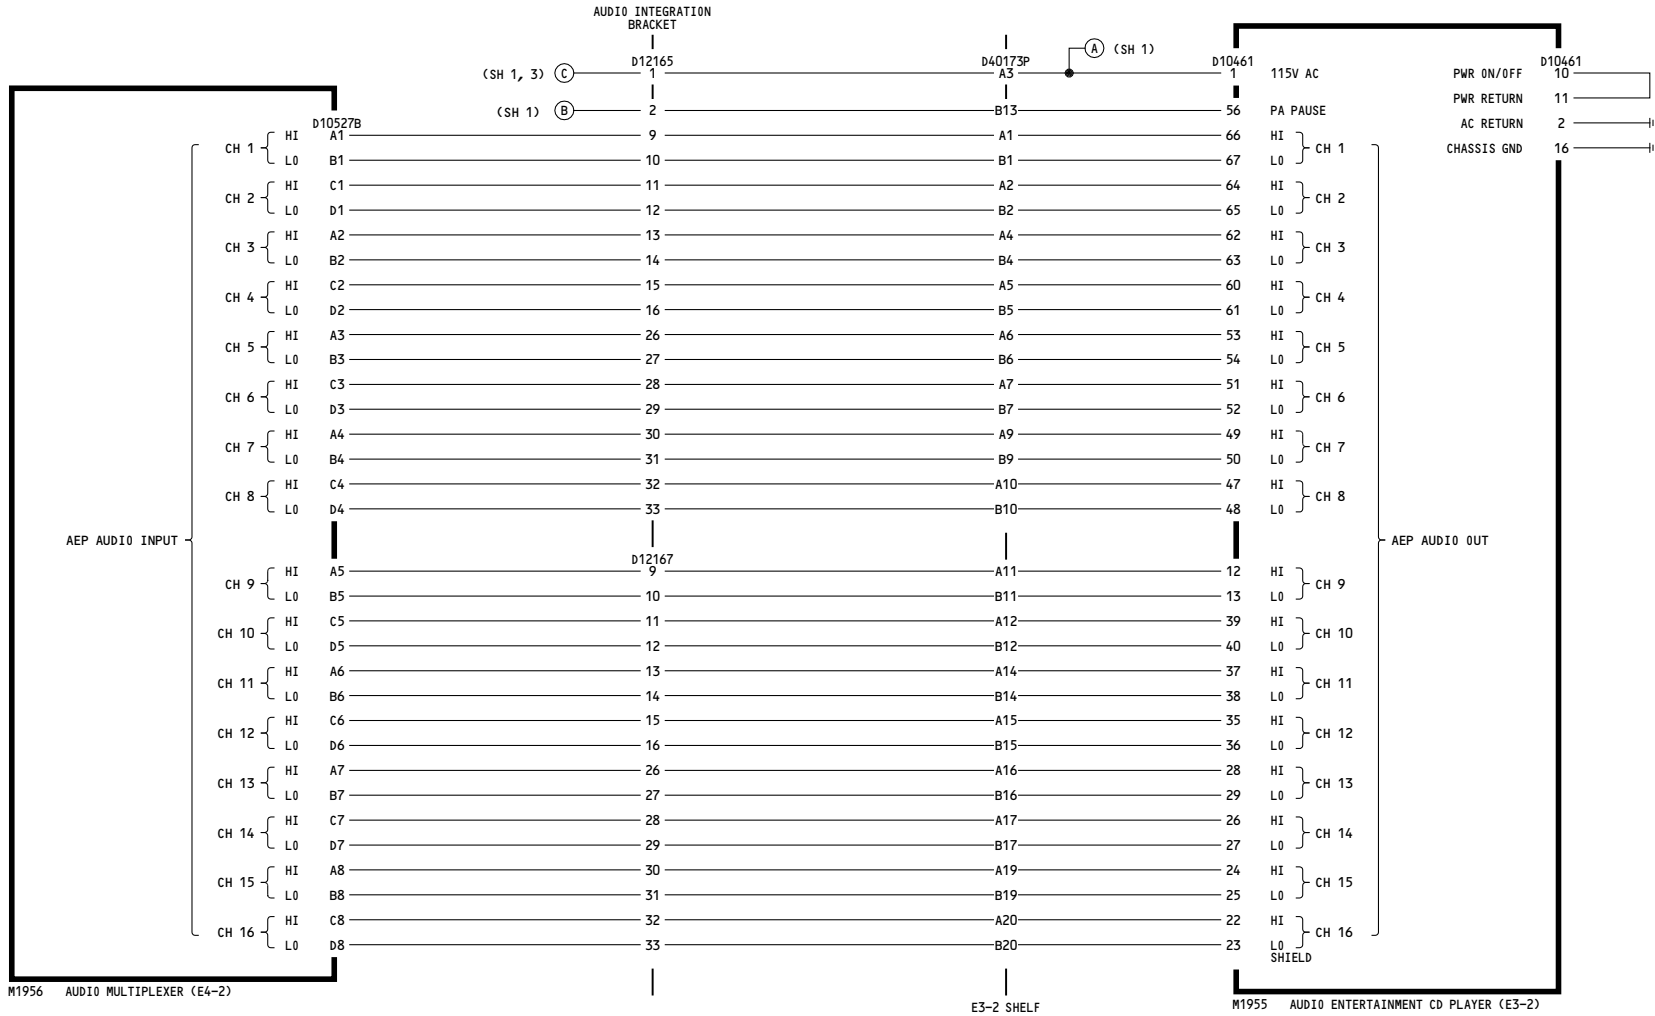 AUDIO INTEGRATION
BRACKET
D12165 D40173P D10461 D10461
(SH 1, 3) C 1 A3 A (SH 1) 1 115V AC PWR ON/OFF 10
PWR RETURN 11
(SH 1) B 2 B13 56 PA PAUSE
AC RETURN 2
CHASSIS GND 16
D10527B
CH 1 HI A1 9 A1 66 HI CH 1
LO B1 10 B1 67 LO
CH 2 HI C1 11 A2 64 HI CH 2
LO D1 12 B2 65 LO
CH 3 HI A2 13 A4 62 HI CH 3
LO B2 14 B4 63 LO
CH 4 HI C2 15 A5 60 HI CH 4
LO D2 16 B5 61 LO
CH 5 HI A3 26 A6 53 HI CH 5
LO B3 27 B6 54 LO
CH 6 HI C3 28 A7 51 HI CH 6
LO D3 29 B7 52 LO
CH 7 HI A4 30 A9 49 HI CH 7
LO B4 31 B9 50 LO
CH 8 HI C4 32 A10 47 HI CH 8
LO D4 33 B10 48 LO
AEP AUDIO INPUT AEP AUDIO OUT
D12167
CH 9 HI A5 9 A11 12 HI CH 9
LO B5 10 B11 13 LO
CH 10 HI C5 11 A12 39 HI CH 10
LO D5 12 B12 40 LO
CH 11 HI A6 13 A14 37 HI CH 11
LO B6 14 B14 38 LO
CH 12 HI C6 15 A15 35 HI CH 12
LO D6 16 B15 36 LO
CH 13 HI A7 26 A16 28 HI CH 13
LO B7 27 B16 29 LO
CH 14 HI C7 28 A17 26 HI CH 14
LO D7 29 B17 27 LO
CH 15 HI A8 30 A19 24 HI CH 15
LO B8 31 B19 25 LO
CH 16 HI C8 32 A20 22 HI CH 16
LO D8 33 B20 23 LO
SHIELD
M1956 AUDIO MULTIPLEXER (E4-2)
E3-2 SHELF
M1955 AUDIO ENTERTAINMENT CD PLAYER (E3-2)